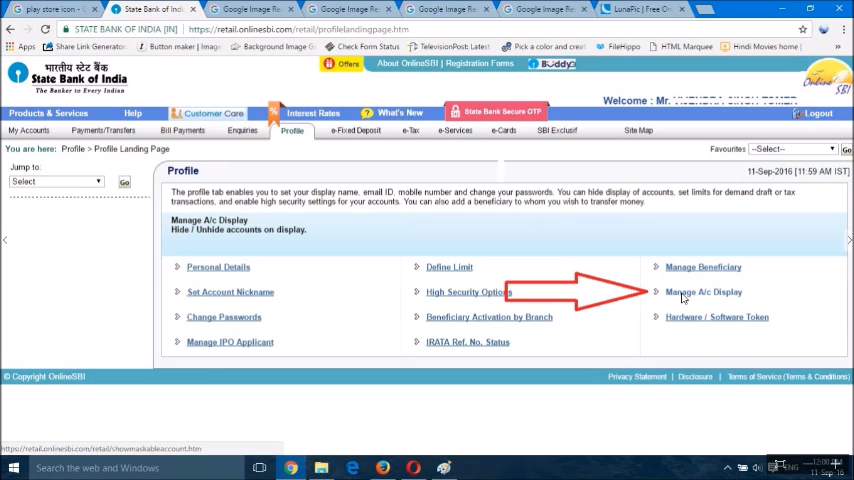 play store icon - G
State Bank of India
Google Image Re
Google Image Re
Google Image Re
Google Image Re
LunaPic | Free On
STATE BANK OF INDIA [IN] https://retail.onlinesbi.com/retail/profilelandingpage.htm
Apps Share Link Generator Button maker | Imag Background Image G Check Form Status TelevisionPost: Latest Pick a color and creat FileHippo HTML Marquee Hindi Movies home
भारतीय स्टेट बैंक
State Bank of India
The Banker to Every Indian
Offers About OnlineSBI | Registration Forms Buddy
Online SBI
Welcome : Mr.
Products & Services Help Customer Care % Interest Rates ? What's New State Bank Secure OTP Logout
My Accounts Payments/Transfers Bill Payments Enquiries Profile e-Fixed Deposit e-Tax e-Services e-Cards SBI Exclusif Site Map
You are here: Profile > Profile Landing Page Favourites --Select-- Go
Jump to:
Select Go
Profile 11-Sep-2016 [11:59 AM IST]
The profile tab enables you to set your display name, email ID, mobile number and change your passwords. You can hide display of accounts, set limits for demand draft or tax
transactions, and enable high security settings for your accounts. You can also add a beneficiary to whom you wish to transfer money.
Manage A/c Display
Hide / Unhide accounts on display.
Personal Details Define Limit Manage Beneficiary
Set Account Nickname High Security Options Manage A/c Display
Change Passwords Beneficiary Activation by Branch Hardware / Software Token
Manage IPO Applicant IRATA Ref. No. Status
© Copyright OnlineSBI Privacy Statement | Disclosure | Terms of Service (Terms & Conditions)
https://retail.onlinesbi.com/retail/showmaskableaccount.htm
Search the web and Windows ENG 12:00 PM
11-Sep-16